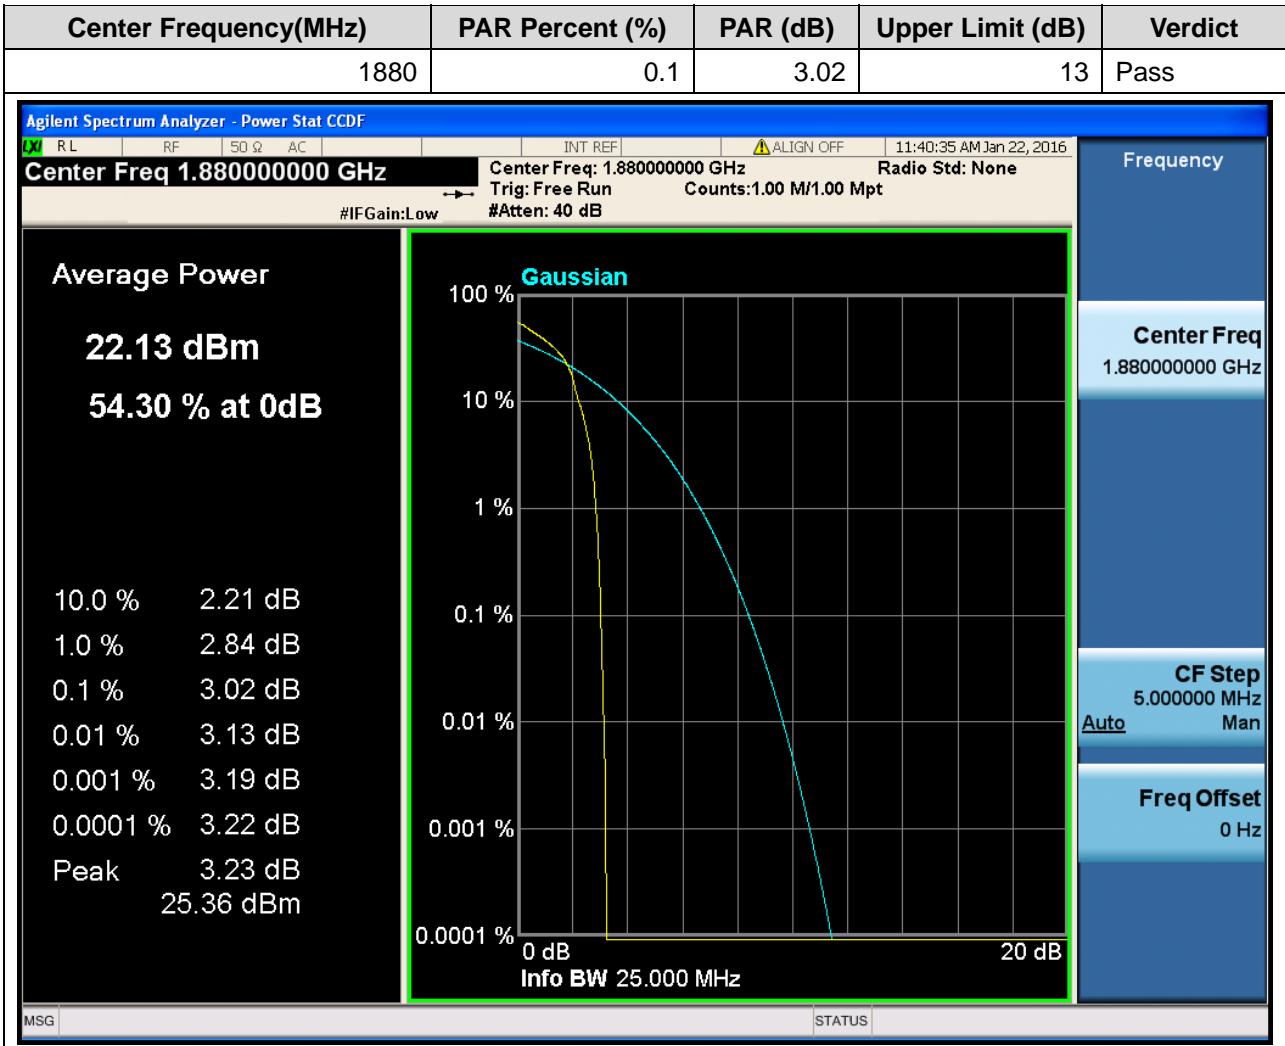 Center Frequency(MHz) PAR Percent (%) PAR (dB) Upper Limit (dB) Verdict
1880 0.1 3.02 13 Pass
Agilent Spectrum Analyzer - Power Stat CCDF
LXI RL RF 50 Ω AC INT REF ALIGN OFF 11:40:35 AM Jan 22, 2016
Center Freq 1.880000000 GHz
Center Freq: 1.880000000 GHz Radio Std: None
Trig: Free Run Counts:1.00 M/1.00 Mpt
#IFGain:Low #Atten: 40 dB
Average Power
22.13 dBm
54.30 % at 0dB
10.0 % 2.21 dB
1.0 % 2.84 dB
0.1 % 3.02 dB
0.01 % 3.13 dB
0.001 % 3.19 dB
0.0001 % 3.22 dB
Peak 3.23 dB
25.36 dBm
Gaussian
100 %
10 %
1 %
0.1 %
0.01 %
0.001 %
0.0001 %
0 dB 20 dB
Info BW 25.000 MHz
Frequency
Center Freq
1.880000000 GHz
CF Step
5.000000 MHz
Auto Man
Freq Offset
0 Hz
MSG STATUS